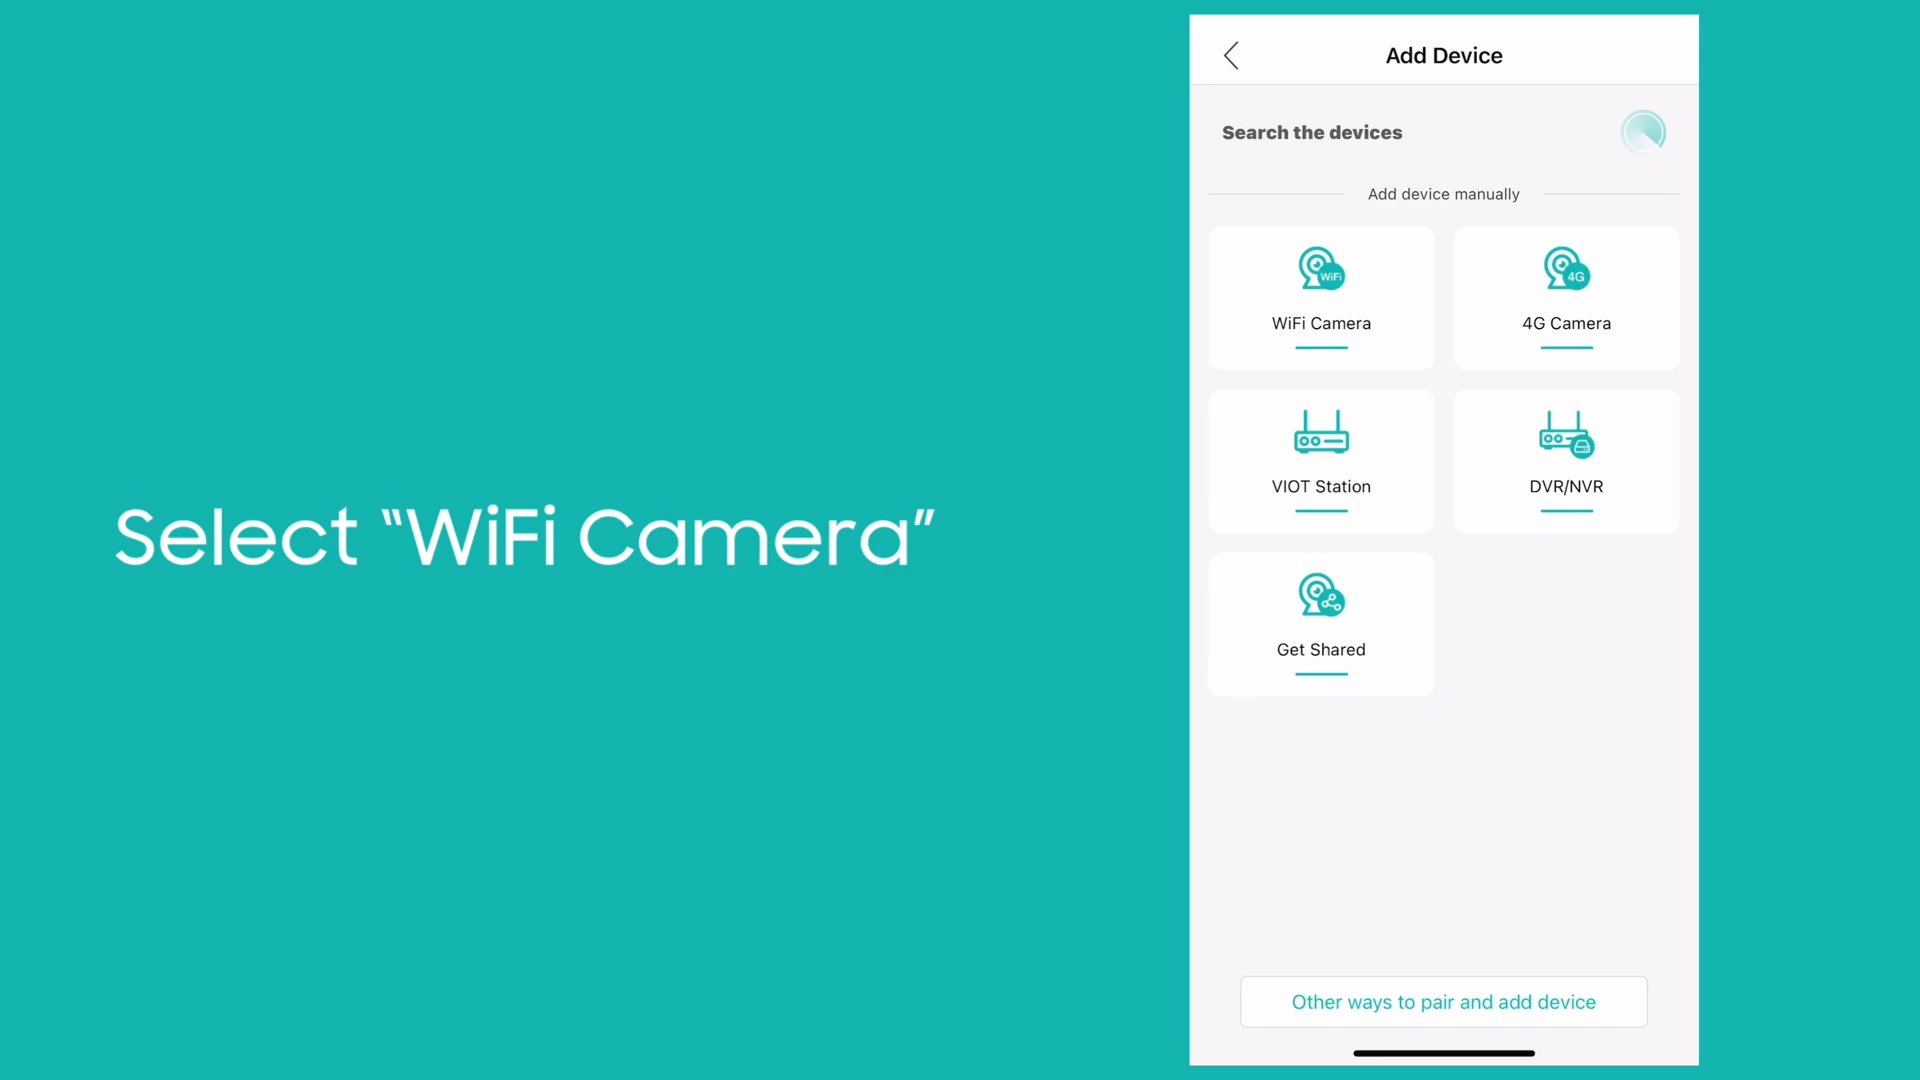 Select “WiFi Camera”
Add Device
Search the devices
Add device manually
WiFi
WiFi Camera
4G
4G Camera
VIOT Station
DVR/NVR
Get Shared
Other ways to pair and add device